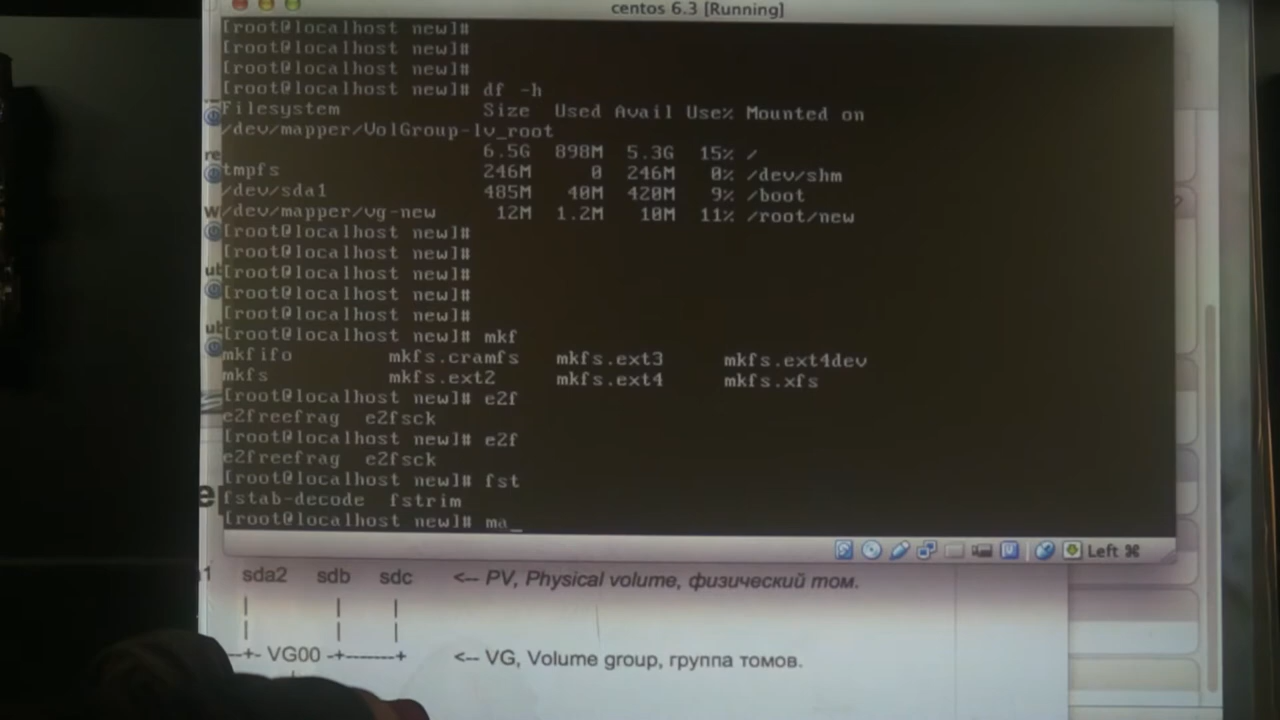 centos 6.3 [Running]
[root@localhost new]#
[root@localhost new]#
[root@localhost new]#
[root@localhost new]# df -h
Filesystem Size Used Avail Use% Mounted on
/dev/mapper/VolGroup-lv_root
6.5G 898M 5.3G 15% /
tmpfs 246M 0 246M 0% /dev/shm
/dev/sda1 485M 40M 420M 9% /boot
/dev/mapper/vg-new 12M 1.2M 10M 11% /root/new
[root@localhost new]#
[root@localhost new]#
[root@localhost new]#
[root@localhost new]#
[root@localhost new]#
[root@localhost new]# mkf
mkfifo mkfs.cramfs mkfs.ext3 mkfs.ext4dev
mkfs mkfs.ext2 mkfs.ext4 mkfs.xfs
[root@localhost new]# e2f
e2freefrag e2fsck
[root@localhost new]# e2f
e2freefrag e2fsck
[root@localhost new]# fst
fstab-decode fstrim
[root@localhost new]# ma_
Left ⌘
sda2 sdb sdc <-- PV, Physical volume, физический том.
| | |
| | |
--+- VG00 -+------+ <-- VG, Volume group, группа томов.